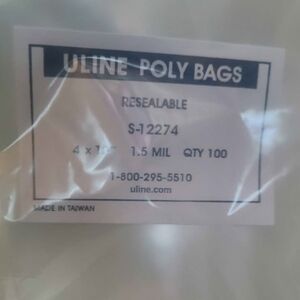 ULINE POLY BAGS
RESEALABLE
S-12274
4 x 1.5 MIL QTY 100
1-800-295-5510
uline.com
MADE IN TAIWAN